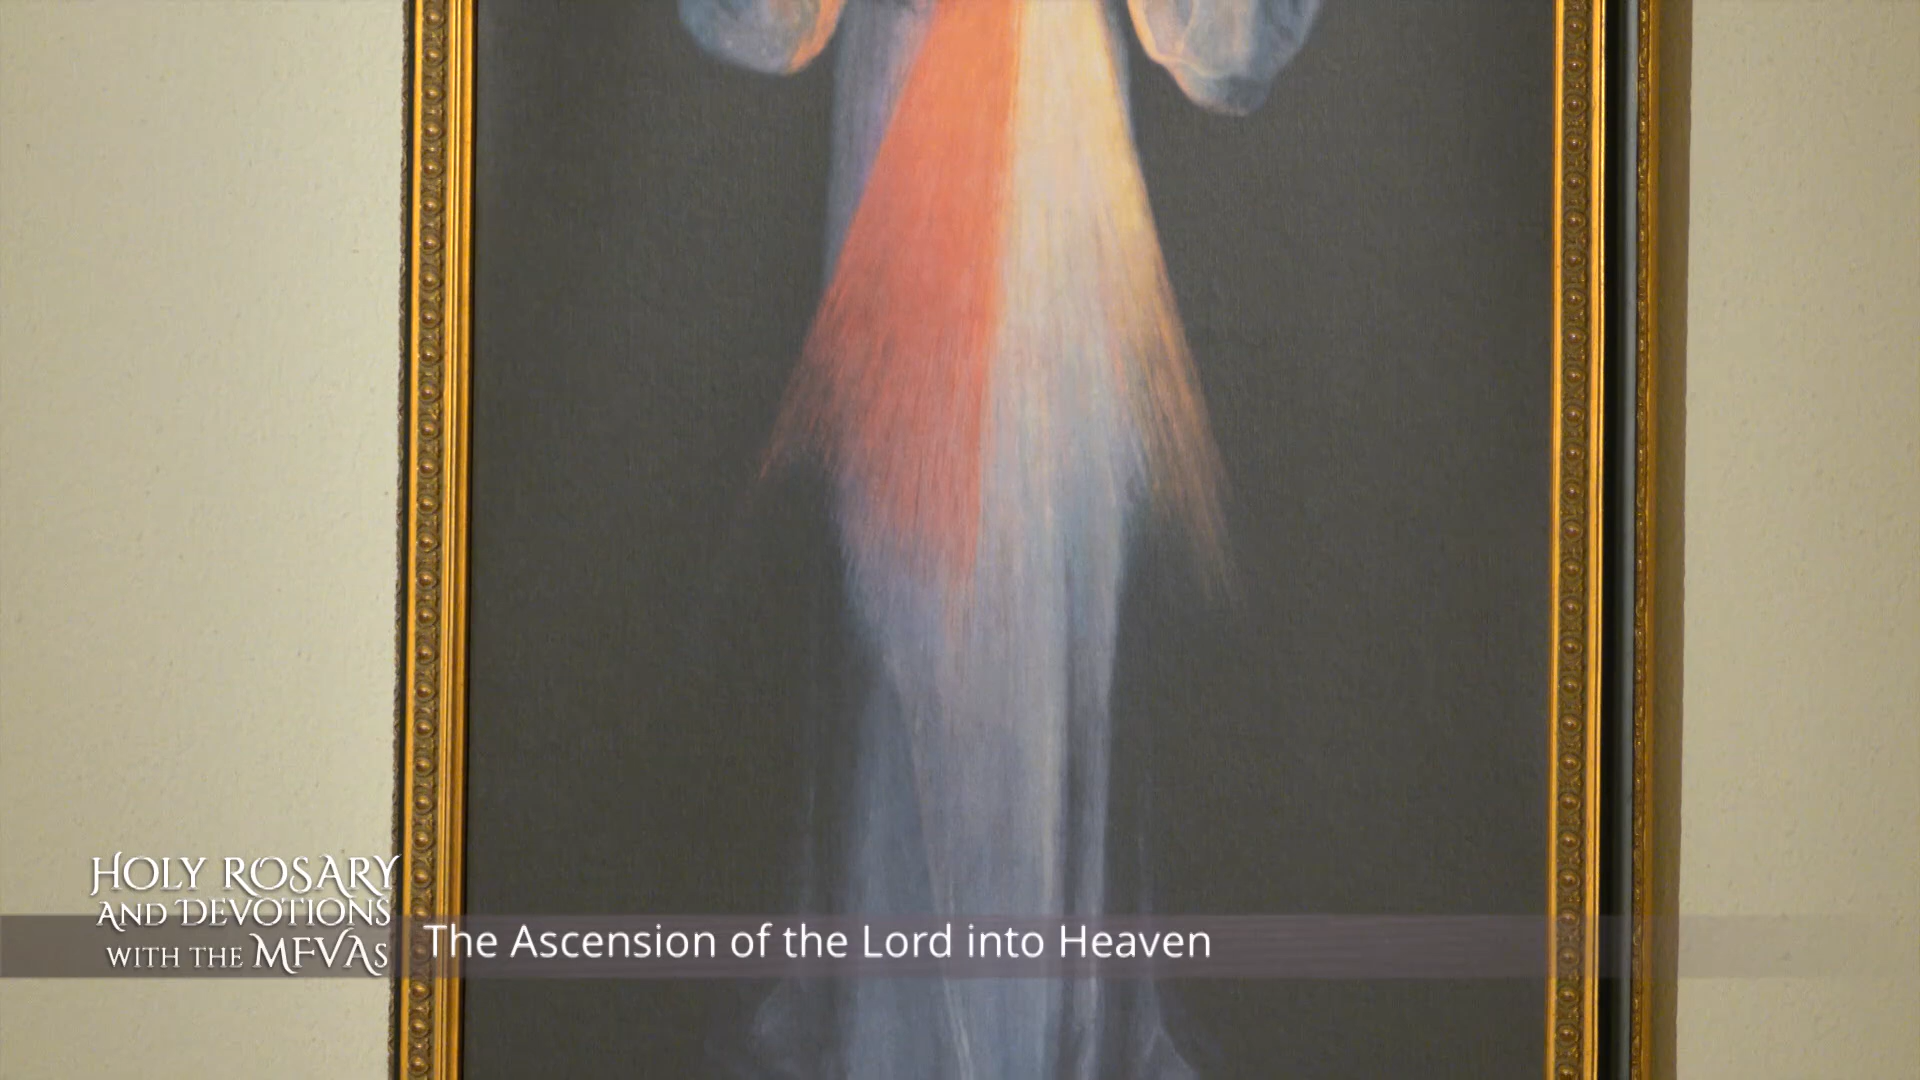 HOLY ROSARY
AND DEVOTIONS
WITH THE MFVAS
The Ascension of the Lord into Heaven